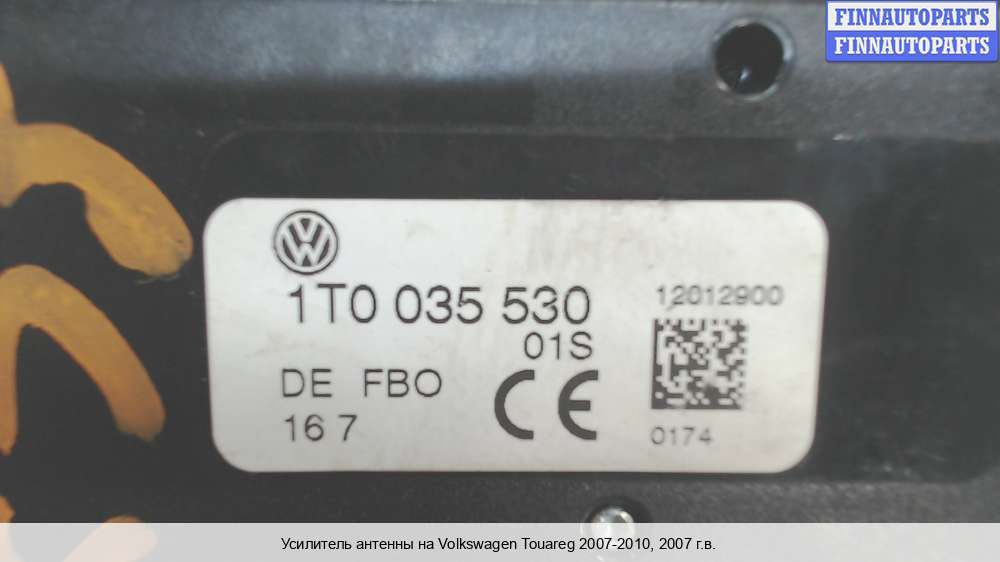 FINNAUTOPARTS
FINNAUTOPARTS
VW
1T0 035 530
12012900
01S
DE FBO
CE
16 7
0174
Усилитель антенны на Volkswagen Touareg 2007-2010, 2007 г.в.